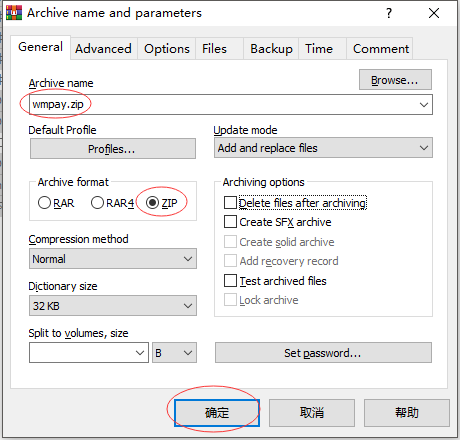 Archive name and parameters
General Advanced Options Files Backup Time Comment
Archive name
Browse...
wmpay.zip
Default Profile
Profiles...
Update mode
Add and replace files
Archive format
RAR RAR4 ZIP
Compression method
Normal
Dictionary size
32 KB
Split to volumes, size
B
Archiving options
Delete files after archiving
Create SFX archive
Create solid archive
Add recovery record
Test archived files
Lock archive
Set password...
确定 取消 帮助